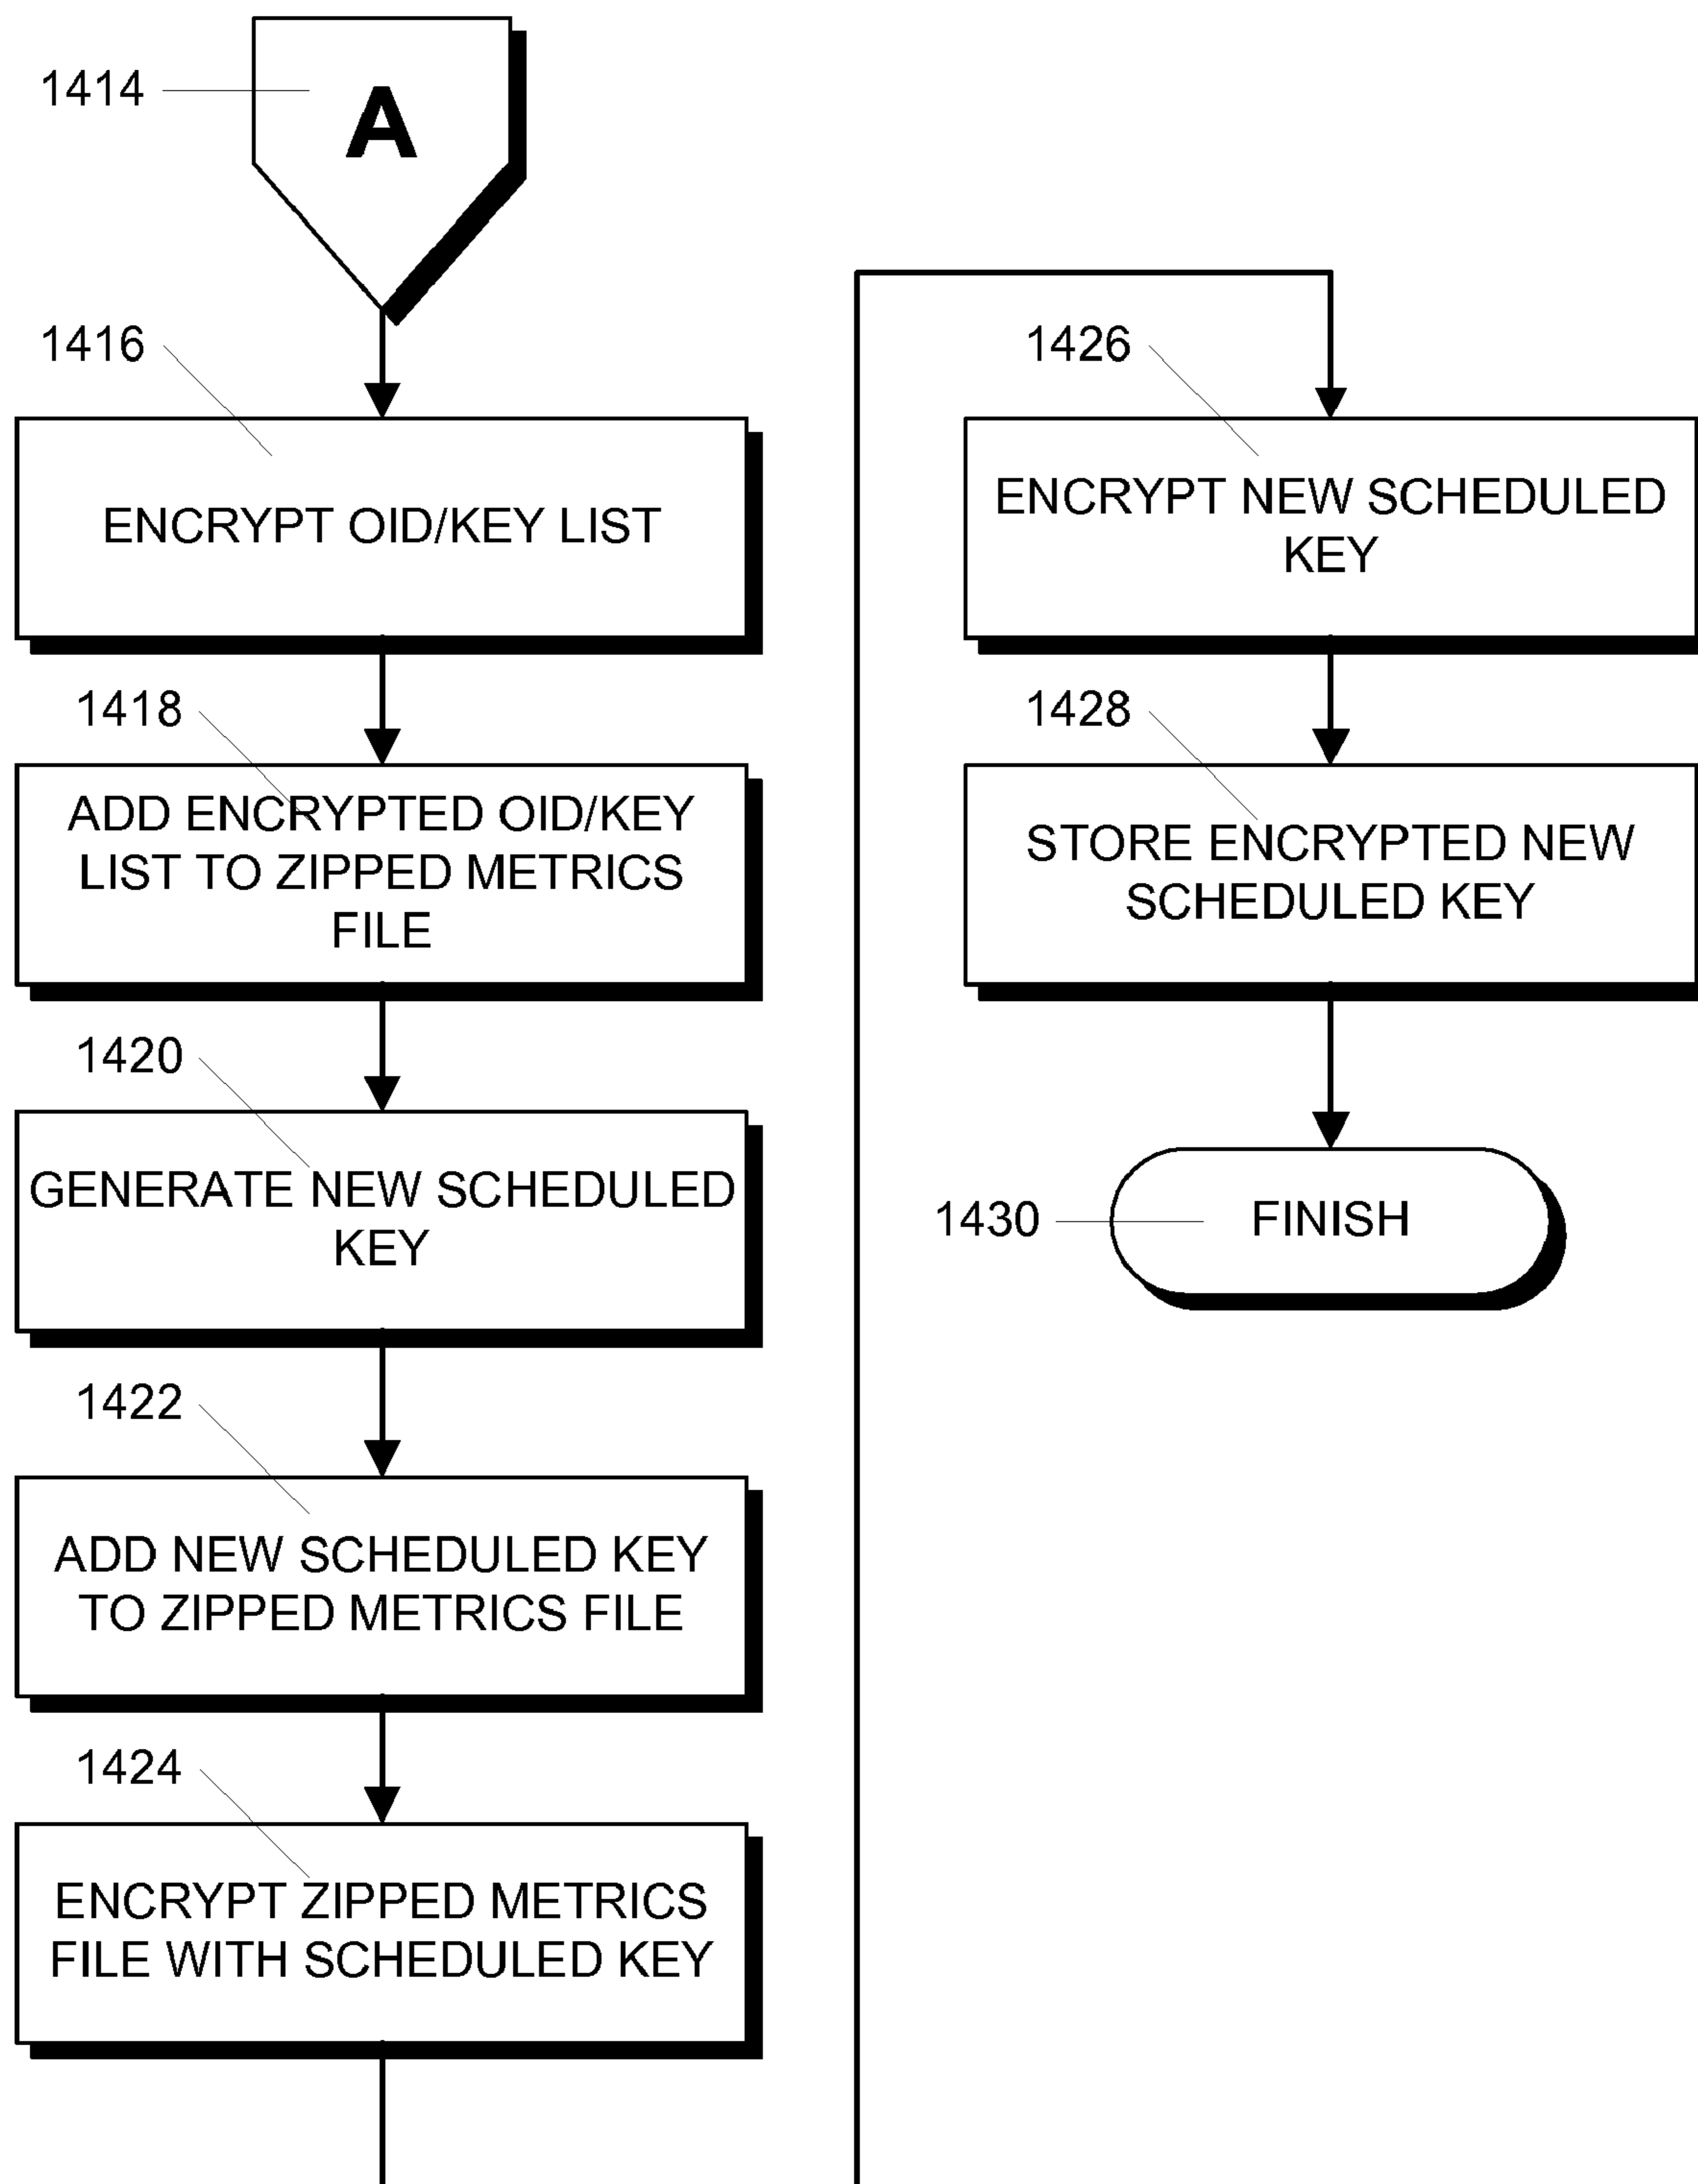 1414
A
1416
ENCRYPT OID/KEY LIST
1418
ADD ENCRYPTED OID/KEY
LIST TO ZIPPED METRICS
FILE
1420
GENERATE NEW SCHEDULED
KEY
1422
ADD NEW SCHEDULED KEY
TO ZIPPED METRICS FILE
1424
ENCRYPT ZIPPED METRICS
FILE WITH SCHEDULED KEY
1426
ENCRYPT NEW SCHEDULED
KEY
1428
STORE ENCRYPTED NEW
SCHEDULED KEY
1430
FINISH